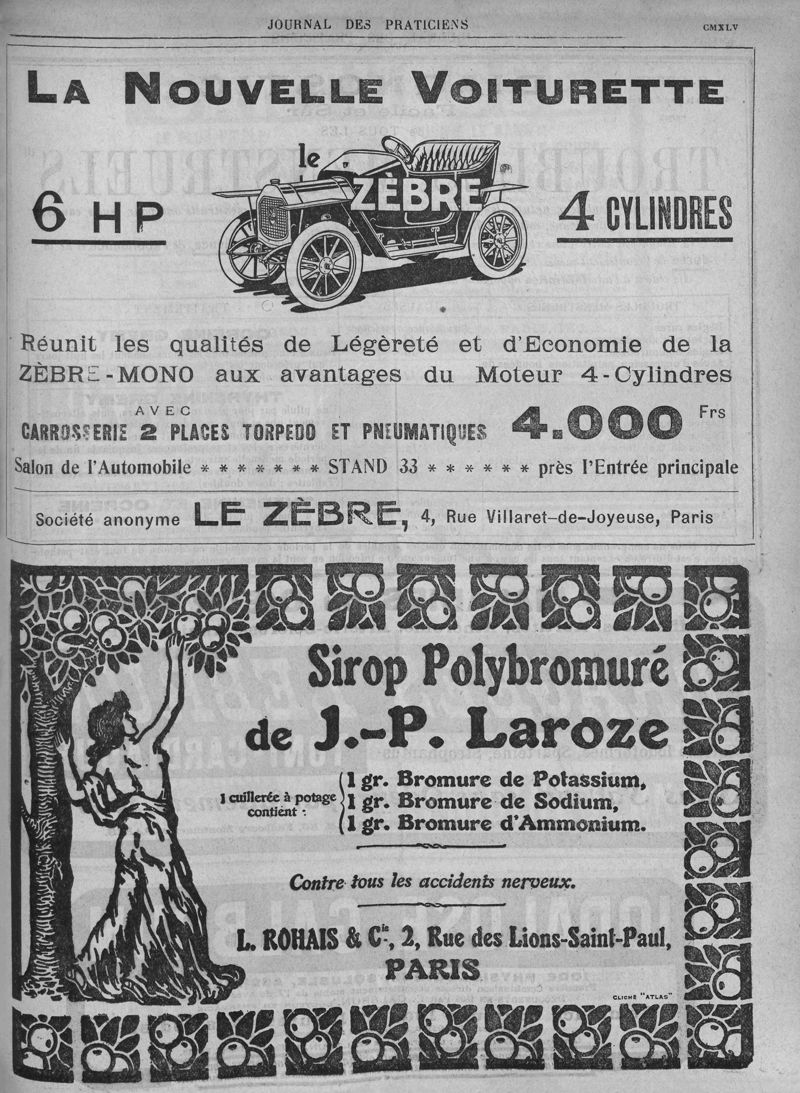 JOURNAL DES PRATICIENS
CMXLV
LA NOUVELLE VOITURETTE
le
ZÈBRE
6 HP
4 CYLINDRES
Réunit les qualités de Légèreté et d'Economie de la
ZÈBRE-MONO aux avantages du Moteur 4-Cylindres
AVEC
CARROSSERIE 2 PLACES TORPEDO ET PNEUMATIQUES 4.000 Frs
Salon de l'Automobile * * * * * * * STAND 33 * * * * * * près l'Entrée principale
Société anonyme LE ZÈBRE, 4, Rue Villaret-de-Joyeuse, Paris
Sirop Polybromuré
de J.-P. Laroze
1 cuillerée à potage
contient :
1 gr. Bromure de Potassium,
1 gr. Bromure de Sodium,
1 gr. Bromure d'Ammonium.
Contre tous les accidents nerveux.
L. ROHAIS & Cie, 2, Rue des Lions-Saint-Paul,
PARIS
CLICHÉ "ATLAS"